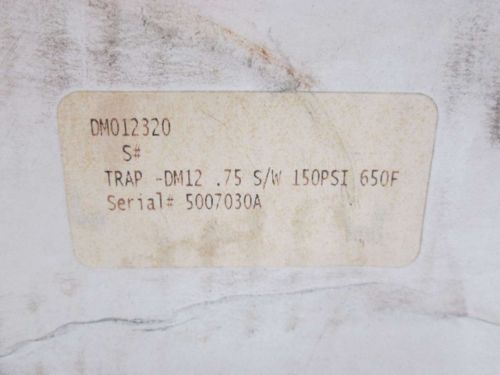 DM012320
S#
TRAP -DM12 .75 S/W 150PSI 650F
Serial# 5007030A